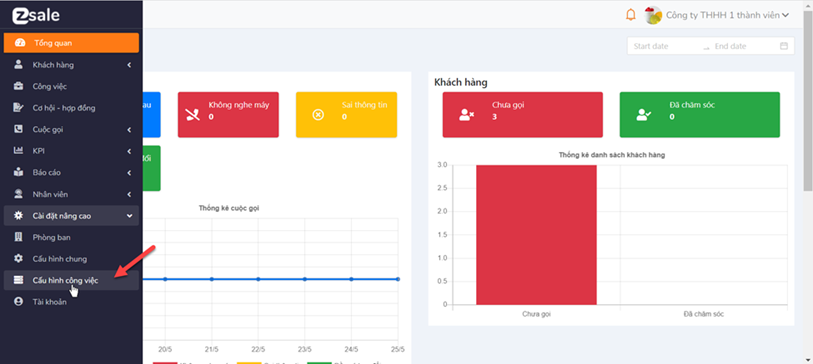 zsale
Công ty THHH 1 thành viên
Tổng quan
Khách hàng
Công việc
Cơ hội - hợp đồng
Cuộc gọi
KPI
Báo cáo
Nhân viên
Cài đặt nâng cao
Phòng ban
Cấu hình chung
Cấu hình công việc
Tài khoản
Start date
End date
Không nghe máy
0
Sai thông tin
0
Thống kê cuộc gọi
20/5 21/5 22/5 23/5 24/5 25/5
Khách hàng
Chưa gọi
3
Đã chăm sóc
0
Thống kê danh sách khách hàng
3.0
2.5
2.0
1.5
1.0
0.5
0
Chưa gọi Đã chăm sóc